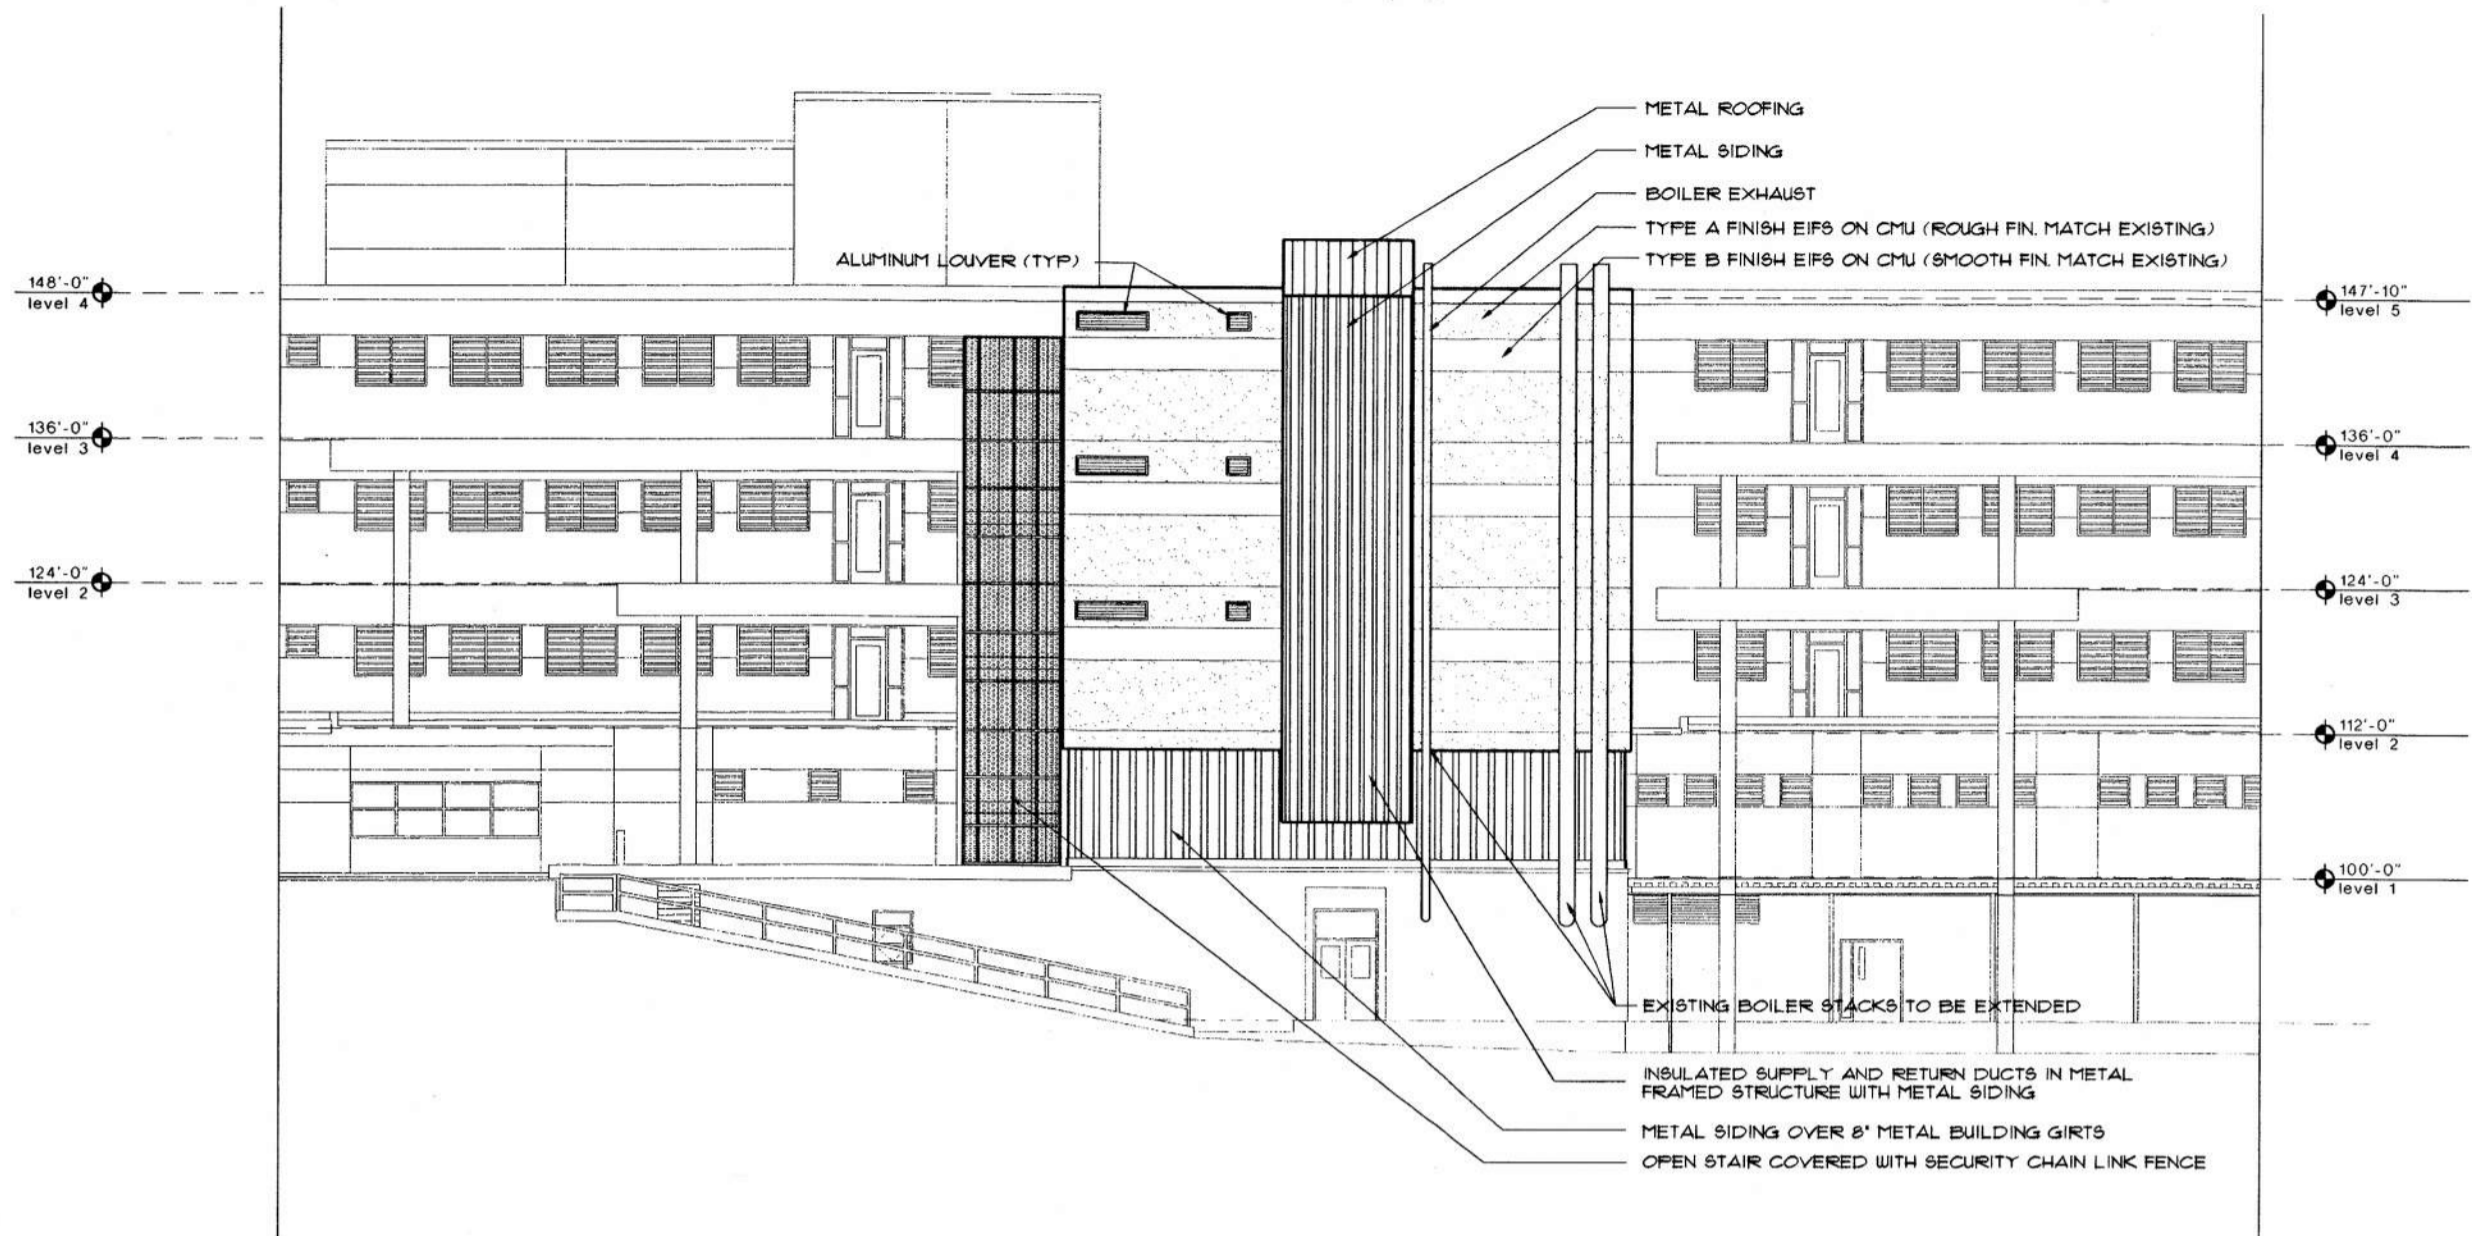 METAL ROOFING
METAL SIDING
BOILER EXHAUST
TYPE A FINISH EIFS ON CMU (ROUGH FIN. MATCH EXISTING)
TYPE B FINISH EIFS ON CMU (SMOOTH FIN. MATCH EXISTING)
ALUMINUM LOUVER (TYP)
148'-0"
level 4
136'-0"
level 3
124'-0"
level 2
147'-10"
level 5
136'-0"
level 4
124'-0"
level 3
112'-0"
level 2
100'-0"
level 1
EXISTING BOILER STACKS TO BE EXTENDED
INSULATED SUPPLY AND RETURN DUCTS IN METAL
FRAMED STRUCTURE WITH METAL SIDING
METAL SIDING OVER 8" METAL BUILDING GIRTS
OPEN STAIR COVERED WITH SECURITY CHAIN LINK FENCE